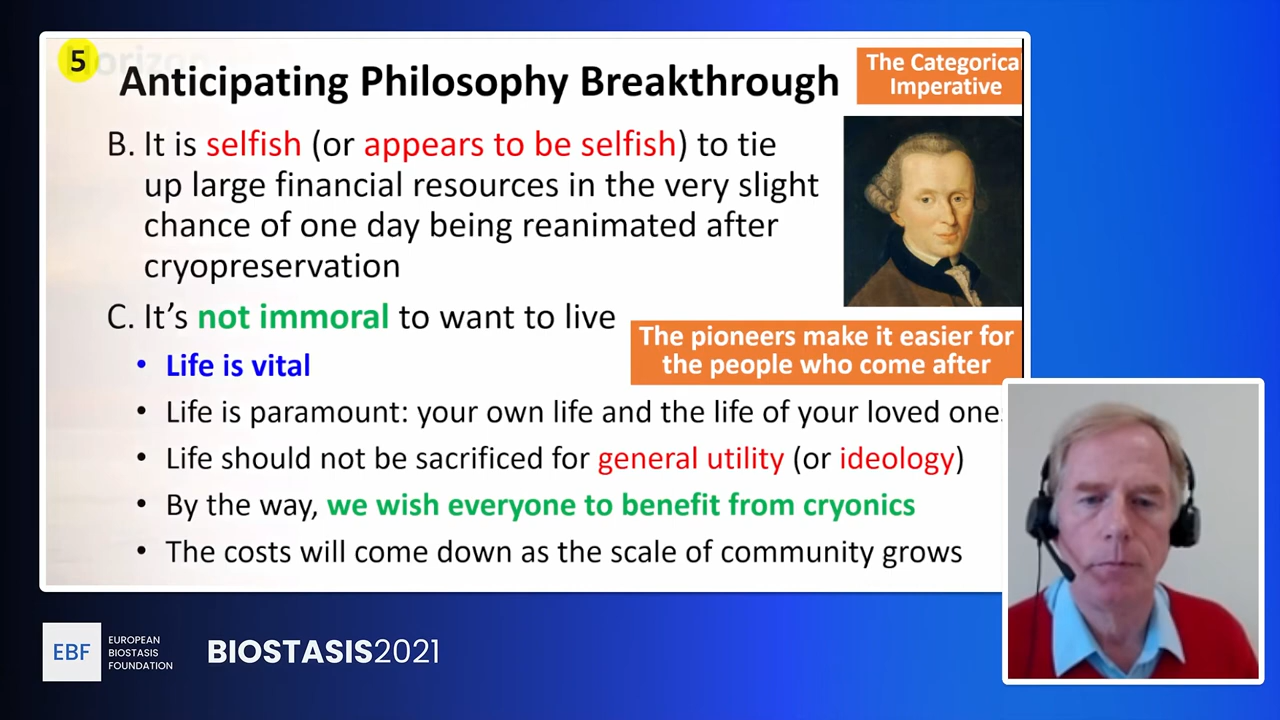 5
Anticipating Philosophy Breakthrough
The Categorica
Imperative
B. It is selfish (or appears to be selfish) to tie
up large financial resources in the very slight
chance of one day being reanimated after
cryopreservation
C. It’s not immoral to want to live
The pioneers make it easier for
the people who come after
• Life is vital
• Life is paramount: your own life and the life of your loved one
• Life should not be sacrificed for general utility (or ideology)
• By the way, we wish everyone to benefit from cryonics
• The costs will come down as the scale of community grows
EBF
EUROPEAN
BIOSTASIS
FOUNDATION
BIOSTASIS2021